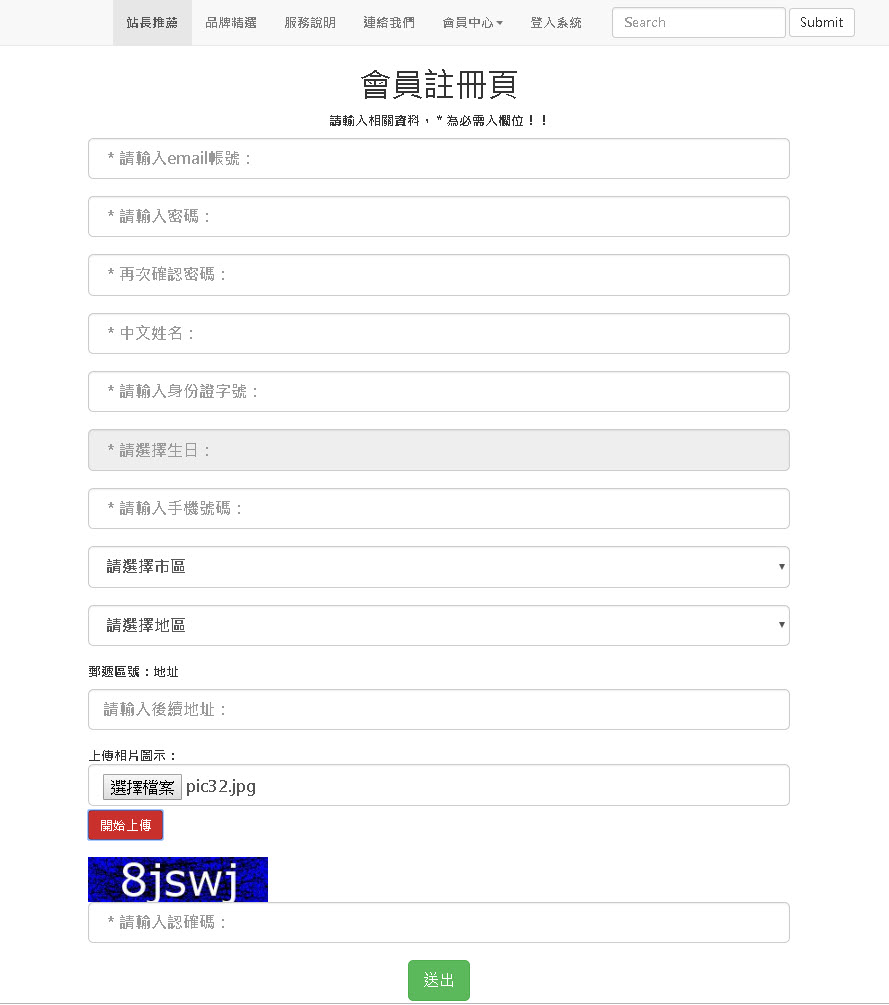 站長推薦 品牌精選 服務說明 連絡我們 會員中心 登入系統 Search Submit
會員註冊頁
請輸入相關資料，* 為必需入欄位！！
* 請輸入email帳號：
* 請輸入密碼：
* 再次確認密碼：
* 中文姓名：
* 請輸入身份證字號：
* 請選擇生日：
* 請輸入手機號碼：
請選擇市區
請選擇地區
郵遞區號：地址
請輸入後續地址：
上傳相片圖示：
選擇檔案 pic32.jpg
開始上傳
8jswj
* 請輸入認確碼：
送出